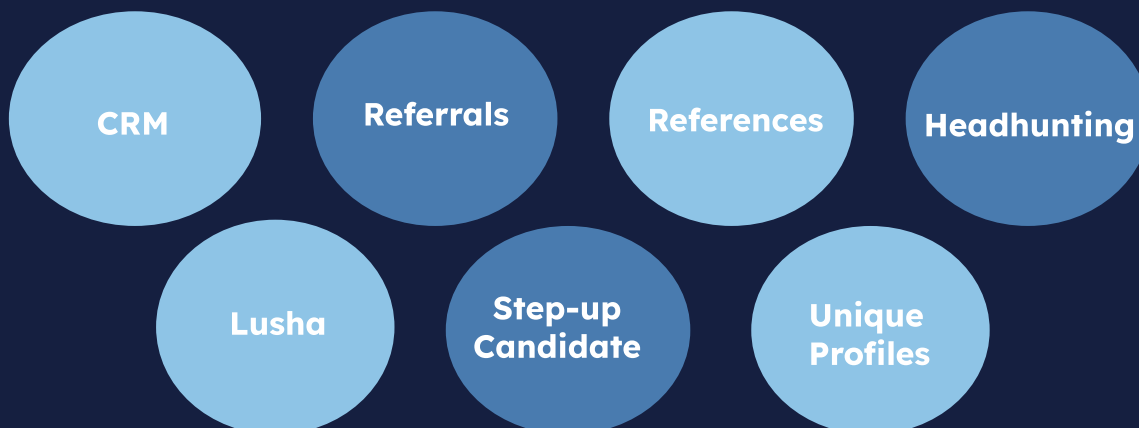 CRM
Referrals
References
Headhunting
Lusha
Step-up
Candidate
Unique
Profiles